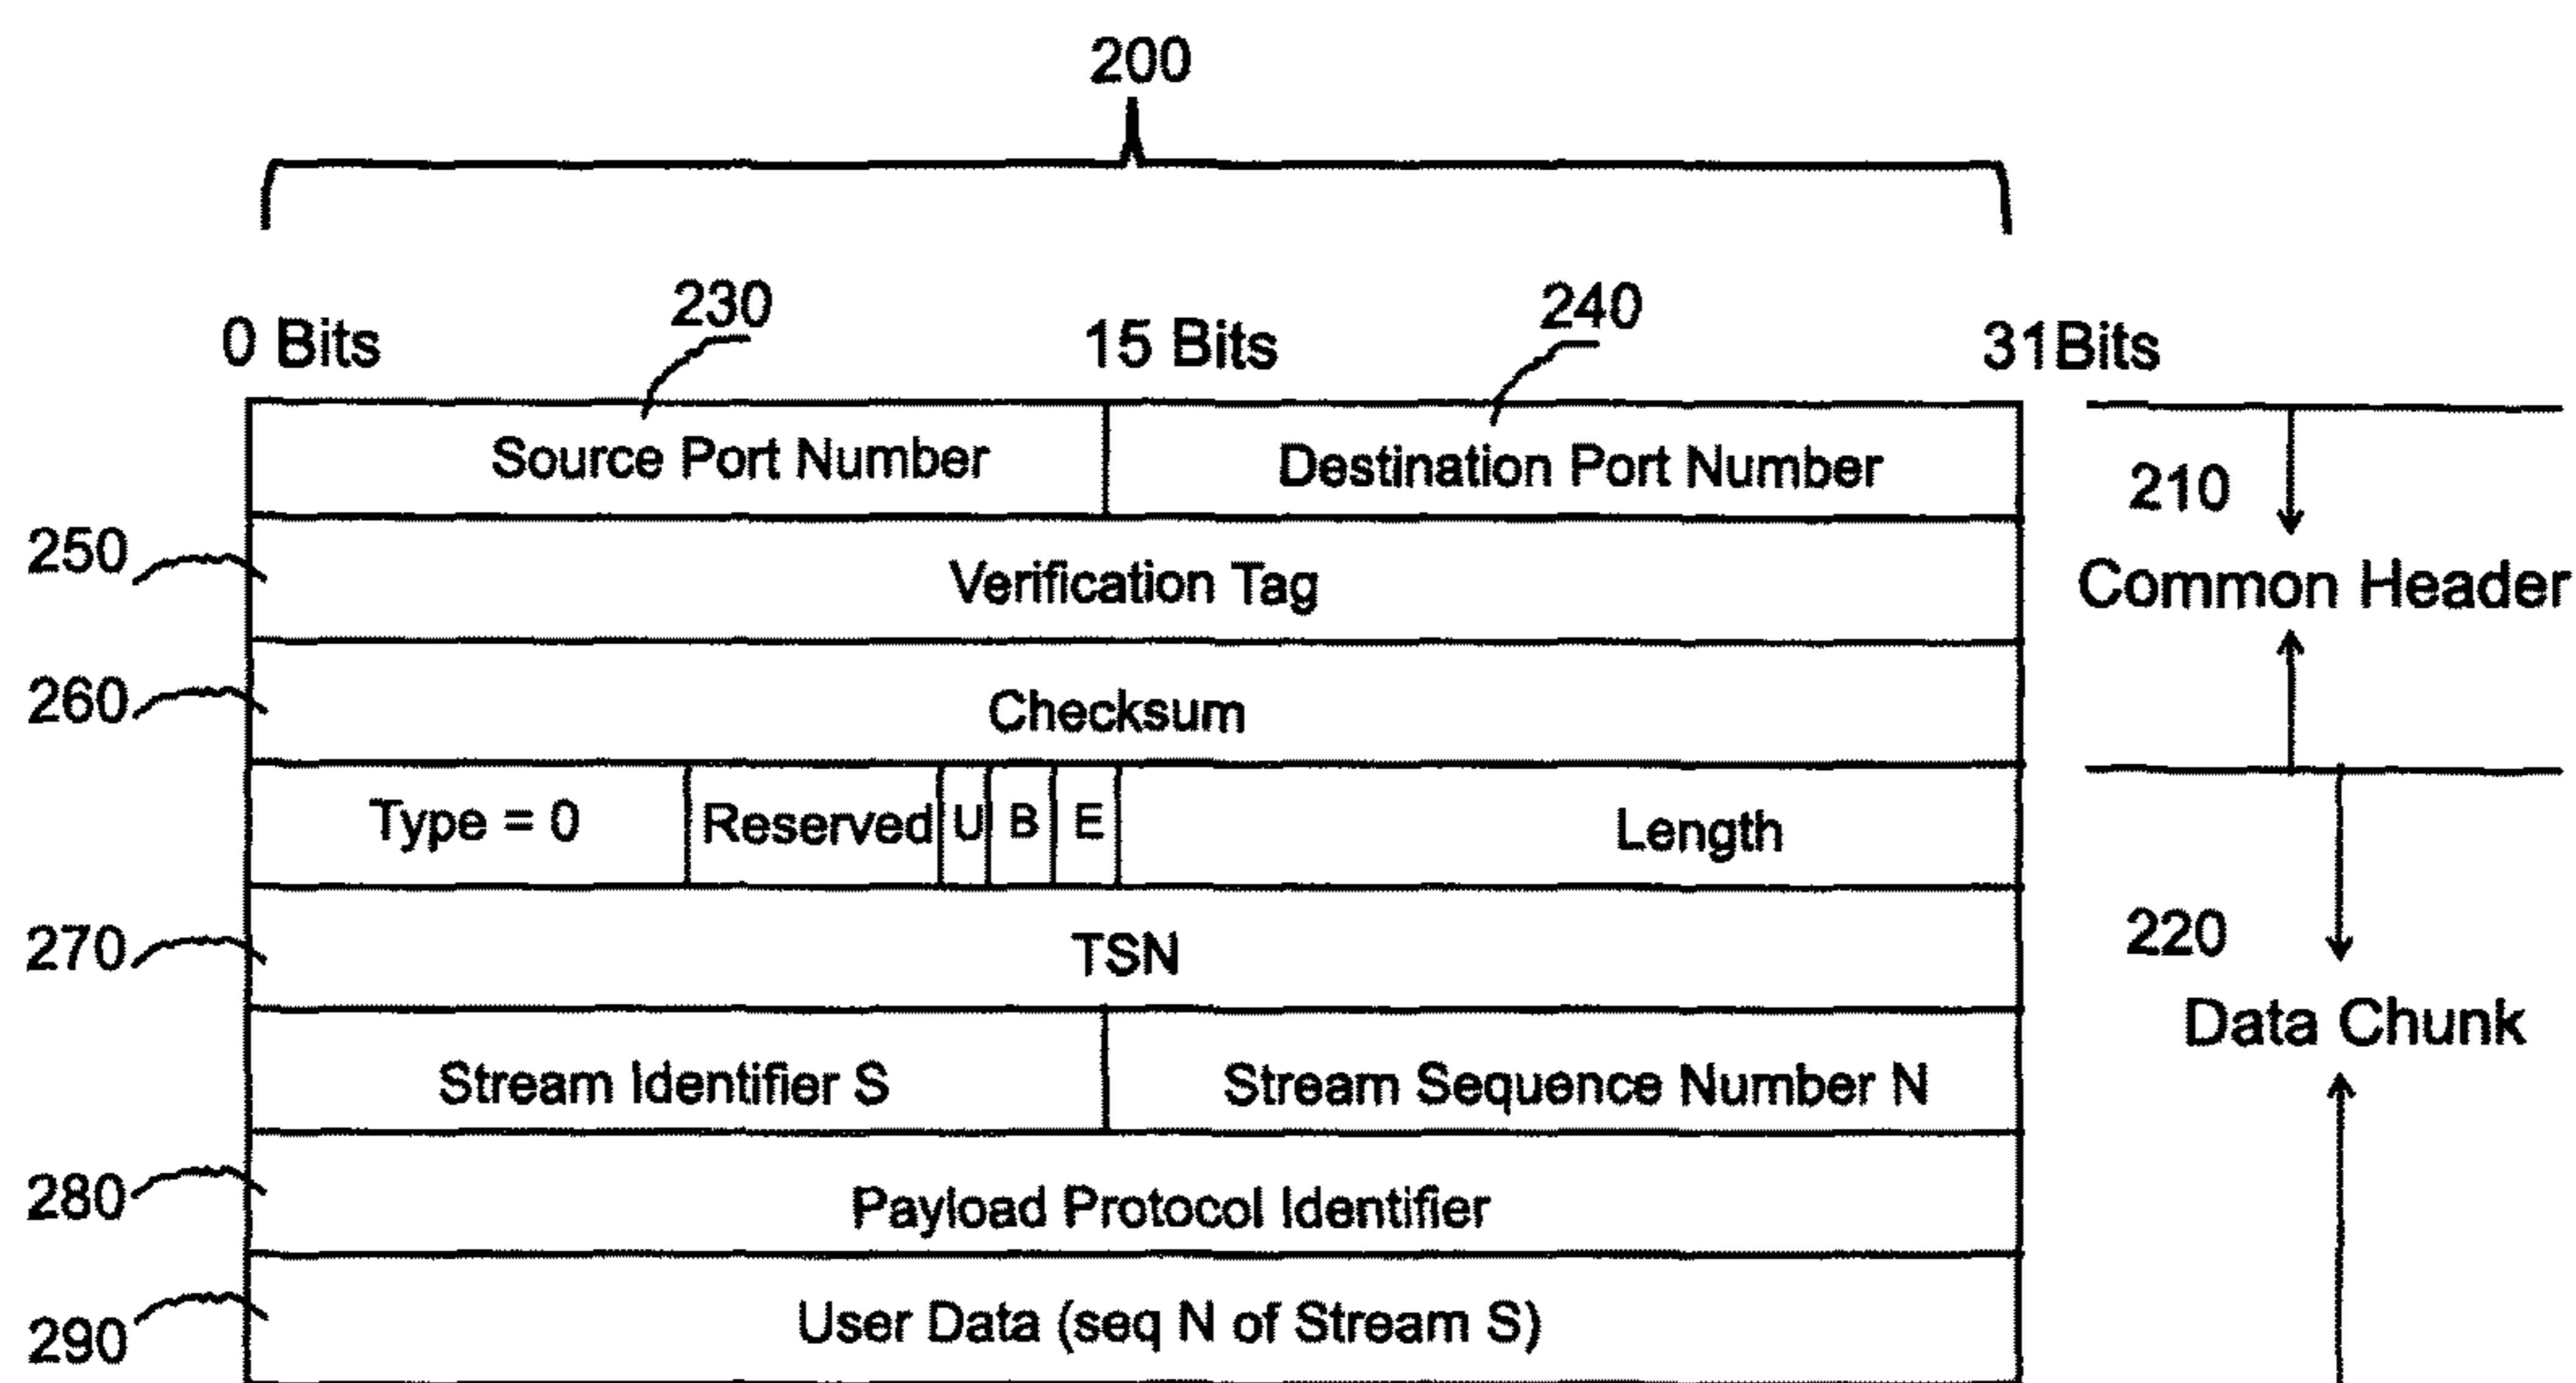 200
230
240
0 Bits
15 Bits
31Bits
Source Port Number
Destination Port Number
210
250
Verification Tag
Common Header
260
Checksum
Type = 0
Reserved
U
B
E
Length
270
TSN
220
Data Chunk
Stream Identifier S
Stream Sequence Number N
280
Payload Protocol Identifier
290
User Data (seq N of Stream S)